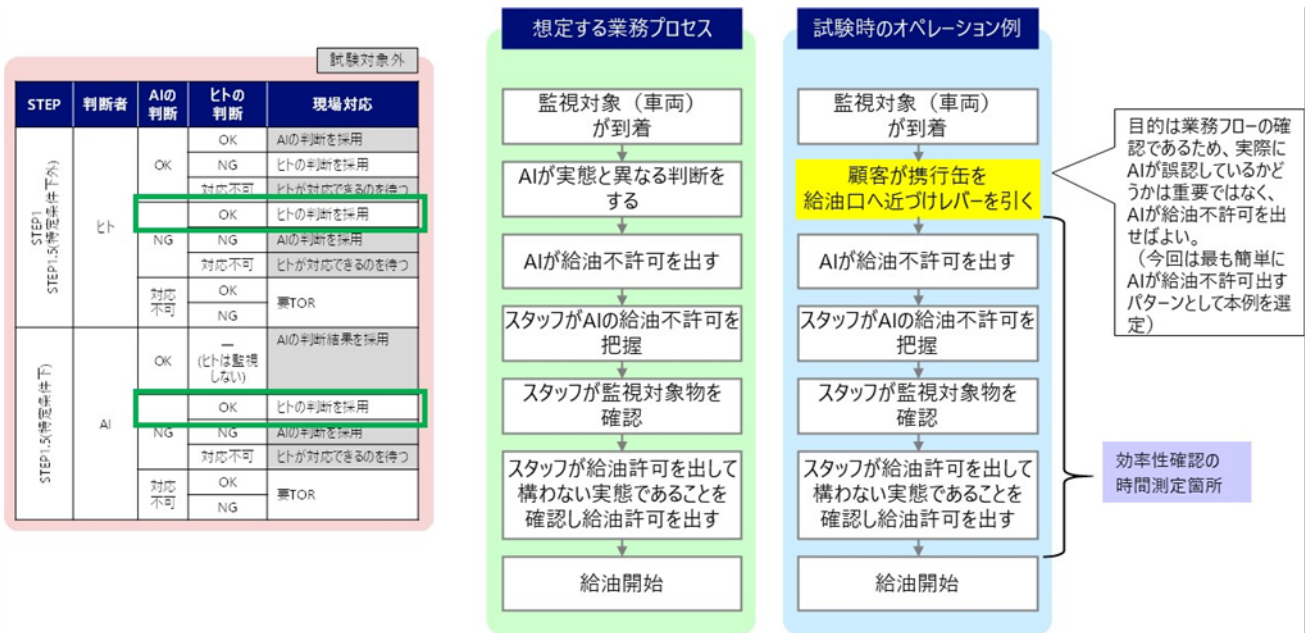 試験対象外
STEP 判断者 AIの判断 ヒトの判断 現場対応
STEP1
STEP1.5(特定条件下外)
ヒト
OK
OK AIの判断を採用
NG ヒトの判断を採用
対応不可 ヒトが対応できるのを待つ
NG
OK ヒトの判断を採用
NG AIの判断を採用
対応不可 ヒトが対応できるのを待つ
対応
不可
OK
NG
要TOR
STEP1.5(特定条件下)
AI
OK
―
(ヒトは監視
しない)
AIの判断結果を採用
NG
OK ヒトの判断を採用
NG AIの判断を採用
対応不可 ヒトが対応できるのを待つ
対応
不可
OK
NG
要TOR
想定する業務プロセス
監視対象（車両）
が到着
AIが実態と異なる判断を
する
AIが給油不許可を出す
スタッフがAIの給油不許可を
把握
スタッフが監視対象物を
確認
スタッフが給油許可を出して
構わない実態であることを
確認し給油許可を出す
給油開始
試験時のオペレーション例
監視対象（車両）
が到着
顧客が携行缶を
給油口へ近づけレバーを引く
AIが給油不許可を出す
スタッフがAIの給油不許可を
把握
スタッフが監視対象物を
確認
スタッフが給油許可を出して
構わない実態であることを
確認し給油許可を出す
給油開始
目的は業務フローの確
認であるため、実際に
AIが誤認しているかど
うかは重要ではなく、
AIが給油不許可を出
せばよい。
（今回は最も簡単に
AIが給油不許可出す
パターンとして本例を選
定）
効率性確認の
時間測定箇所